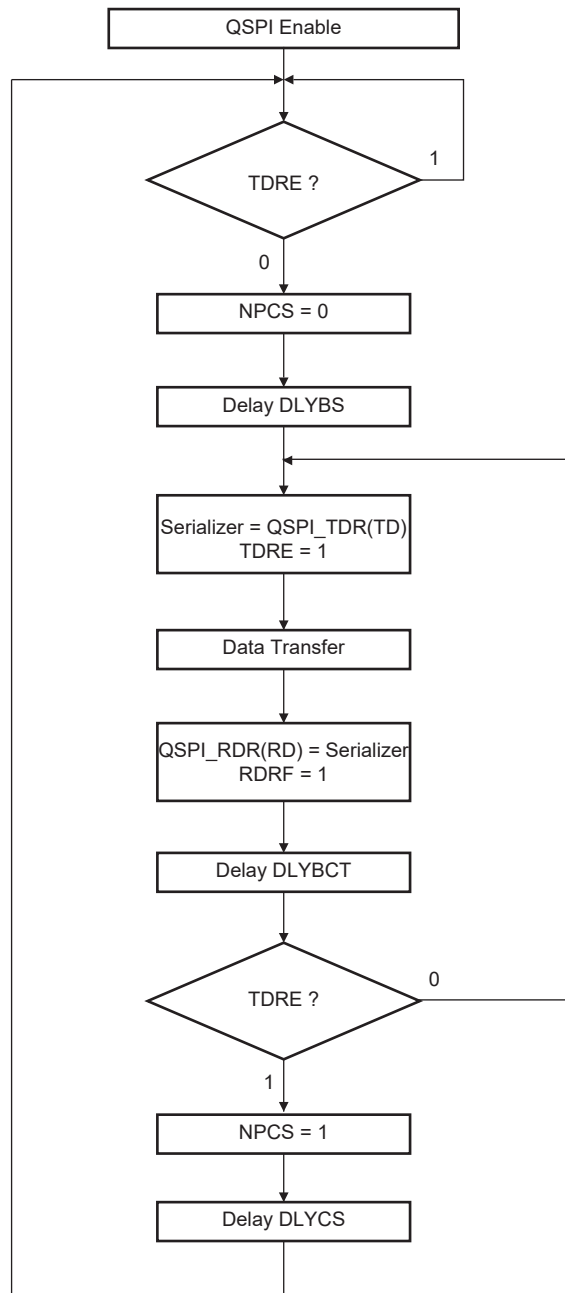 QSPI Enable
1
TDRE ?
0
NPCS = 0
Delay DLYBS
Serializer = QSPI_TDR(TD)
TDRE = 1
Data Transfer
QSPI_RDR(RD) = Serializer
RDRF = 1
Delay DLYBCT
0
TDRE ?
1
NPCS = 1
Delay DLYCS